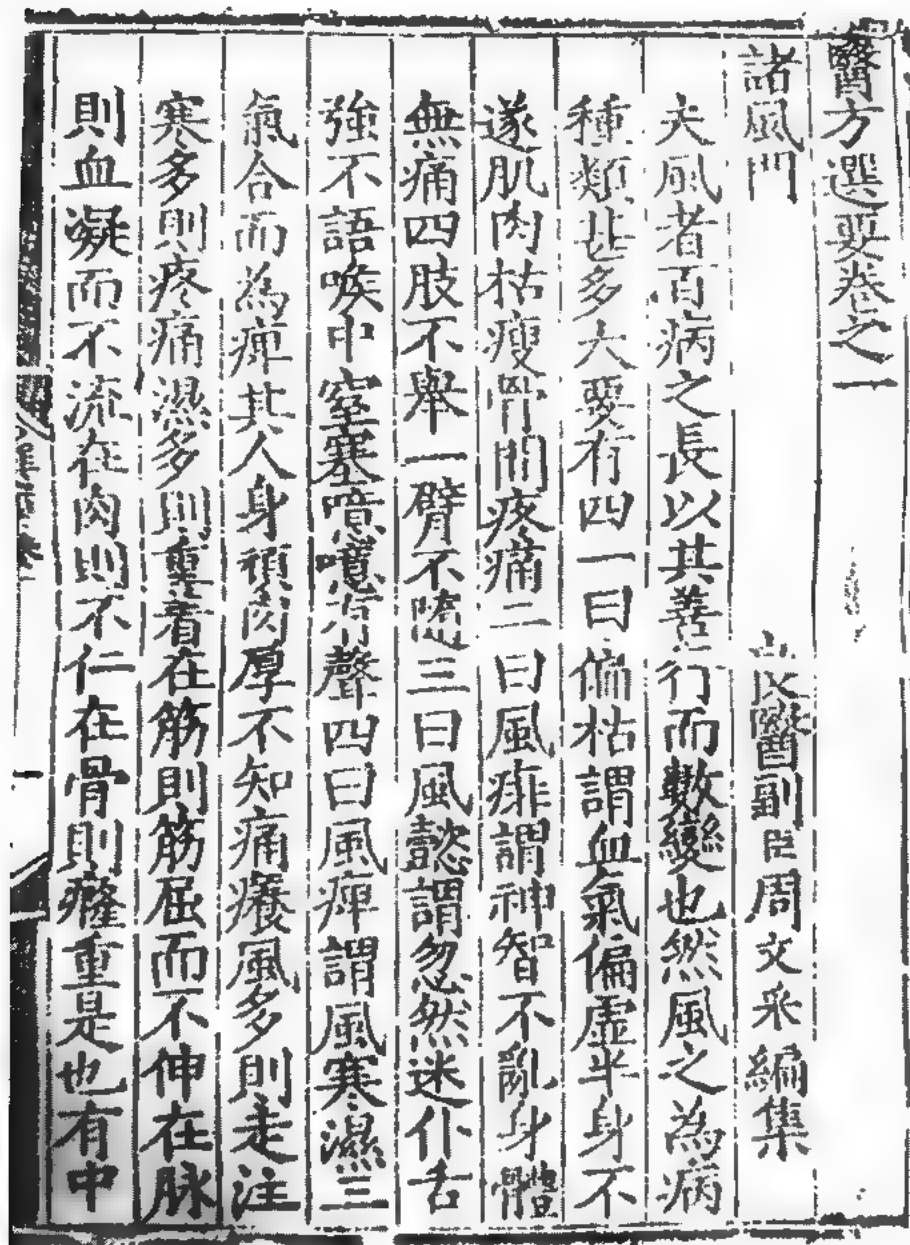 醫方選要卷之一
諸風門
良醫副臣周文采編集
夫風者百病之長以其善行而數變也然風之為病
種類甚多大要有四一曰偏枯謂血氣偏虛半身不
遂肌肉枯瘦骨間疼痛二曰風痱謂神智不亂身體
無痛四肢不舉一臂不隨三曰風懿謂忽然迷仆舌
強不語喉中窒塞噫噫有聲四曰風痺謂風寒濕三
氣合而為痺其人身頑肉厚不知痛癢風多則走注
寒多則疼痛濕多則重着在筋則筋屈而不伸在脉
則血凝而不流在肉則不仁在骨則癃重是也有中